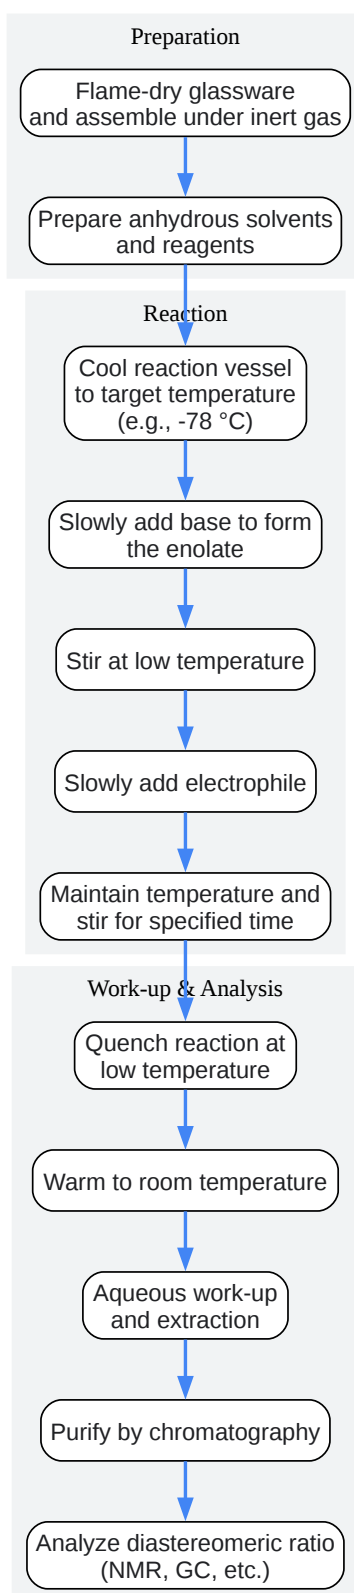 Preparation
Flame-dry glassware
and assemble under inert gas
Prepare anhydrous solvents
and reagents
Reaction
Cool reaction vessel
to target temperature
(e.g., -78 °C)
Slowly add base to form
the enolate
Stir at low temperature
Slowly add electrophile
Maintain temperature and
stir for specified time
Work-up & Analysis
Quench reaction at
low temperature
Warm to room temperature
Aqueous work-up
and extraction
Purify by chromatography
Analyze diastereomeric ratio
(NMR, GC, etc.)